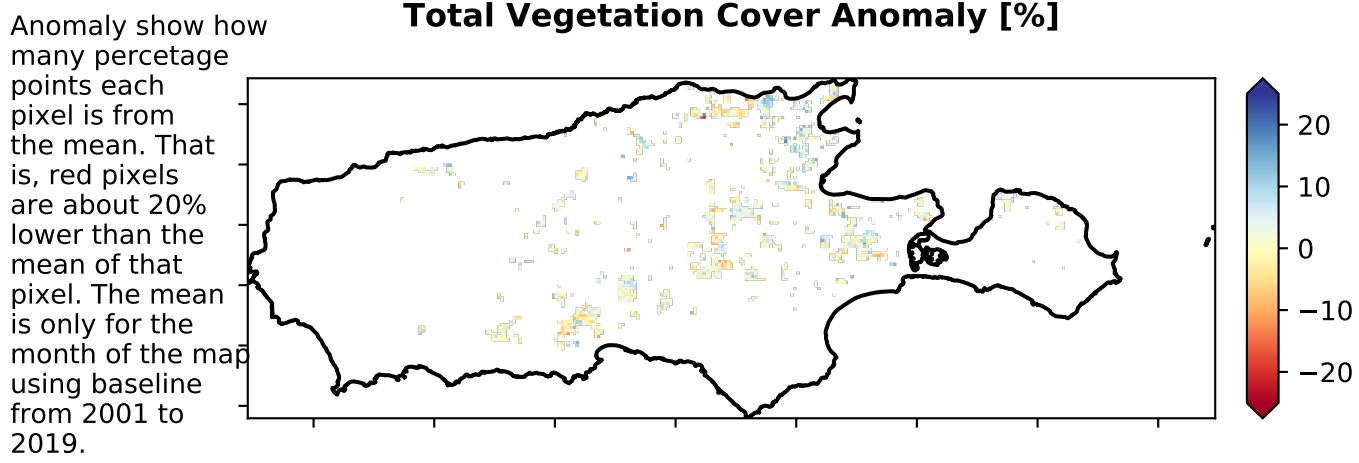 Total Vegetation Cover Anomaly [%]
Anomaly show how
many percetage
points each
pixel is from
the mean. That
is, red pixels
are about 20%
lower than the
mean of that
pixel. The mean
is only for the
month of the map
using baseline
from 2001 to
2019.
20
10
0
−10
−20